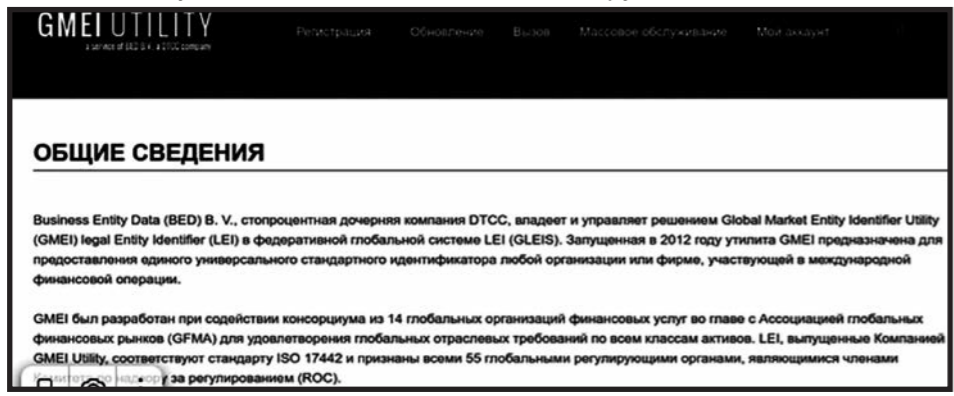 GMEI UTILITY
a service of BED B.V., a DTCC company
Регистрация Обновление Вызов Массовое обслуживание Мой аккаунт
ОБЩИЕ СВЕДЕНИЯ
Business Entity Data (BED) B. V., стопроцентная дочерняя компания DTCC, владеет и управляет решением Global Market Entity Identifier Utility
(GMEI) legal Entity Identifier (LEI) в федеративной глобальной системе LEI (GLEIS). Запущенная в 2012 году утилита GMEI предназначена для
предоставления единого универсального стандартного идентификатора любой организации или фирме, участвующей в международной
финансовой операции.
GMEI был разработан при содействии консорциума из 14 глобальных организаций финансовых услуг во главе с Ассоциацией глобальных
финансовых рынков (GFMA) для удовлетворения глобальных отраслевых требований по всем классам активов. LEI, выпущенные Компанией
GMEI Utility, соответствуют стандарту ISO 17442 и признаны всеми 55 глобальными регулирующими органами, являющимися членами
Комитета по надзору за регулированием (ROC).